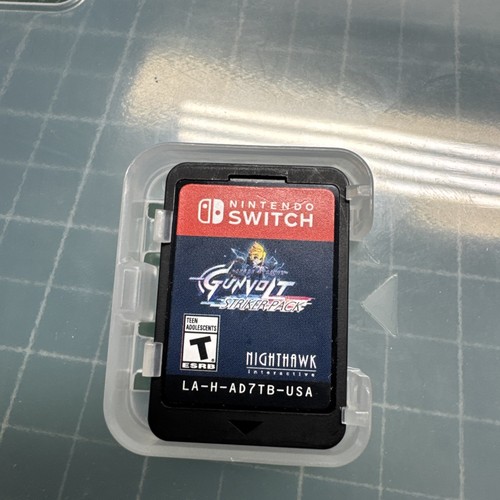 NINTENDO
SWITCH
GUNVOLT
STRIKER PACK
TEEN
ADOLESCENTS
T
ESRB
NIGHTHAWK
Interactive
LA-H-AD7TB-USA